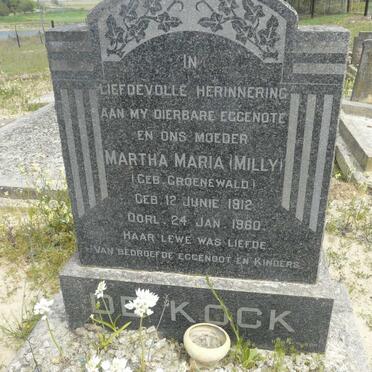 IN
LIEFDEVOLLE HERINNERING
AAN MY DIERBARE EGGENOTE
EN ONS MOEDER
MARTHA MARIA (MILLY)
(GEB. GROENEWALD)
GEB. 12 JUNIE 1912
OORL. 24 JAN. 1960.
HAAR LEWE WAS LIEFDE
VAN BEDROEFDE EGGENOOT EN KINDERS.
DE KOCK